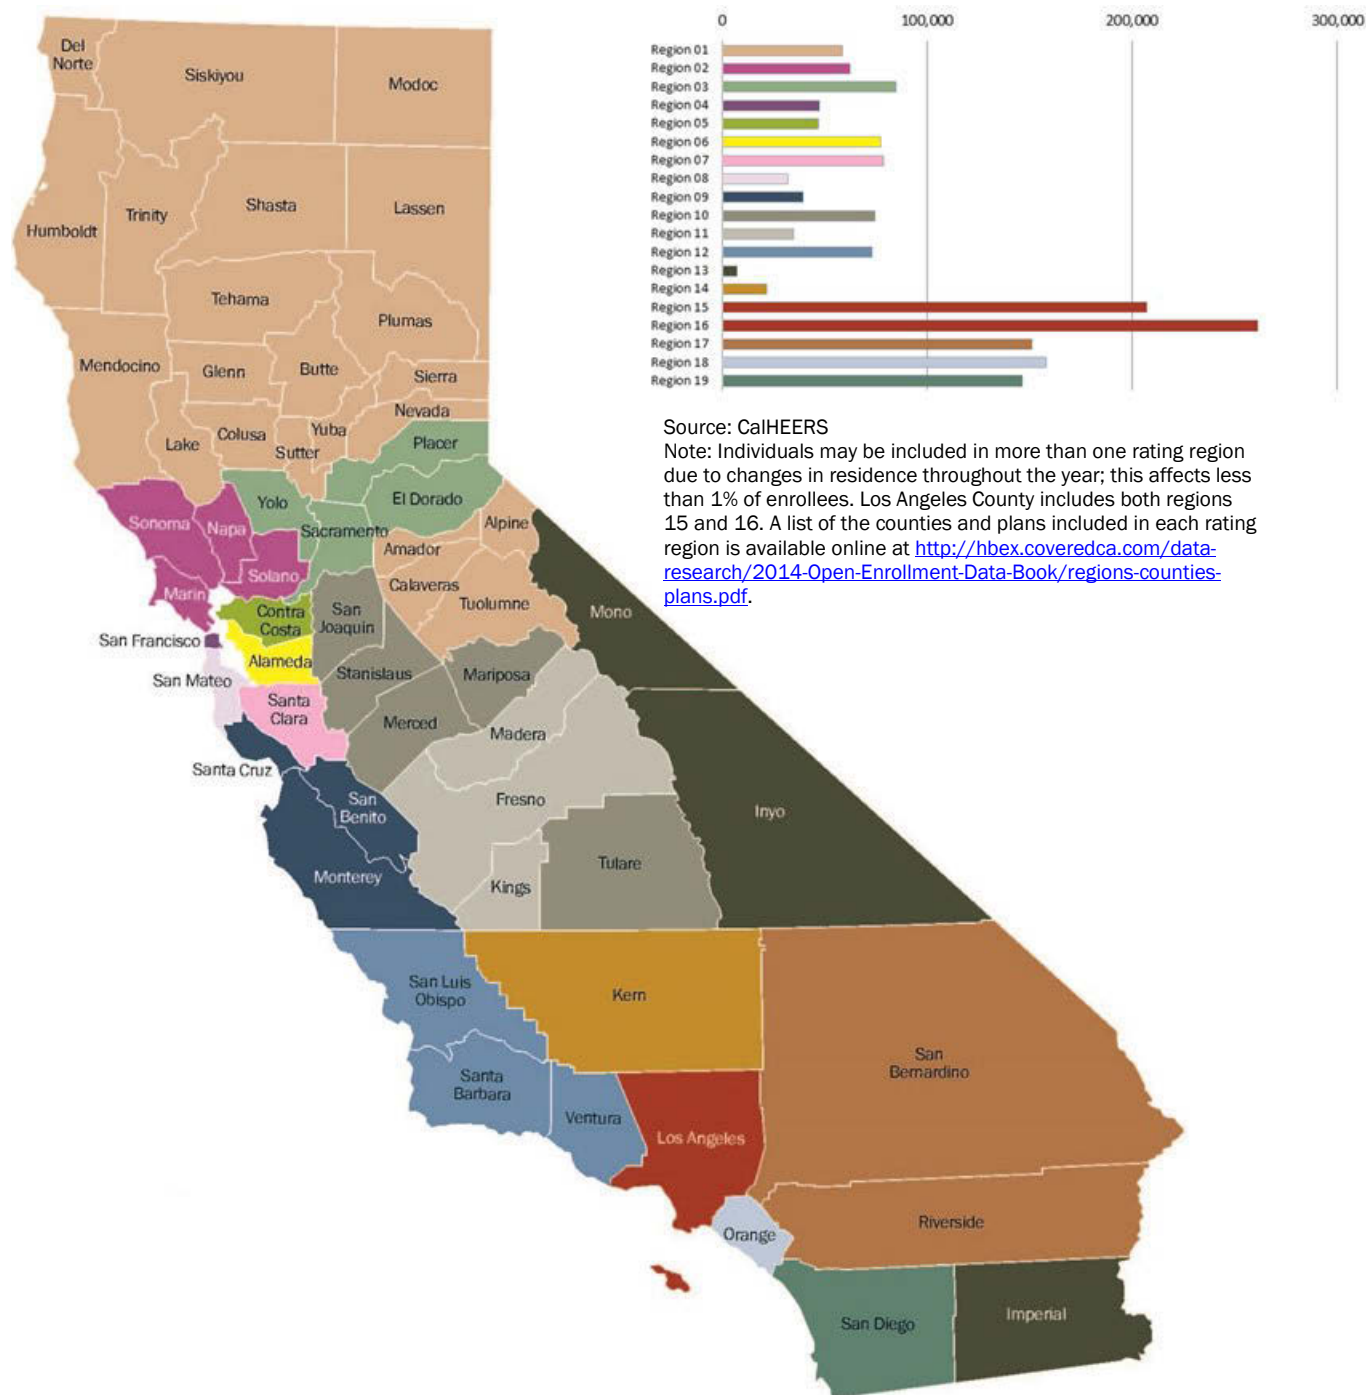 0 100,000 200,000 300,000
Region 01
Region 02
Region 03
Region 04
Region 05
Region 06
Region 07
Region 08
Region 09
Region 10
Region 11
Region 12
Region 13
Region 14
Region 15
Region 16
Region 17
Region 18
Region 19
Source: CalHEERS
Note: Individuals may be included in more than one rating region
due to changes in residence throughout the year; this affects less
than 1% of enrollees. Los Angeles County includes both regions
15 and 16. A list of the counties and plans included in each rating
region is available online at http://hbex.coveredca.com/data-
research/2014-Open-Enrollment-Data-Book/regions-counties-
plans.pdf.
Del
Norte
Siskiyou
Modoc
Humboldt
Trinity
Shasta
Lassen
Tehama
Plumas
Mendocino
Glenn
Butte
Sierra
Nevada
Lake
Colusa
Sutter
Yuba
Placer
Yolo
El Dorado
Sonoma
Napa
Sacramento
Alpine
Amador
Solano
Marin
Calaveras
Tuolumne
Contra
Costa
San
Joaquin
Mono
San Francisco
Alameda
Stanislaus
Mariposa
San Mateo
Santa
Clara
Merced
Madera
Santa Cruz
San
Benito
Fresno
Inyo
Monterey
Kings
Tulare
San Luis
Obispo
Kern
San
Bernardino
Santa
Barbara
Ventura
Los Angeles
Orange
Riverside
San Diego
Imperial